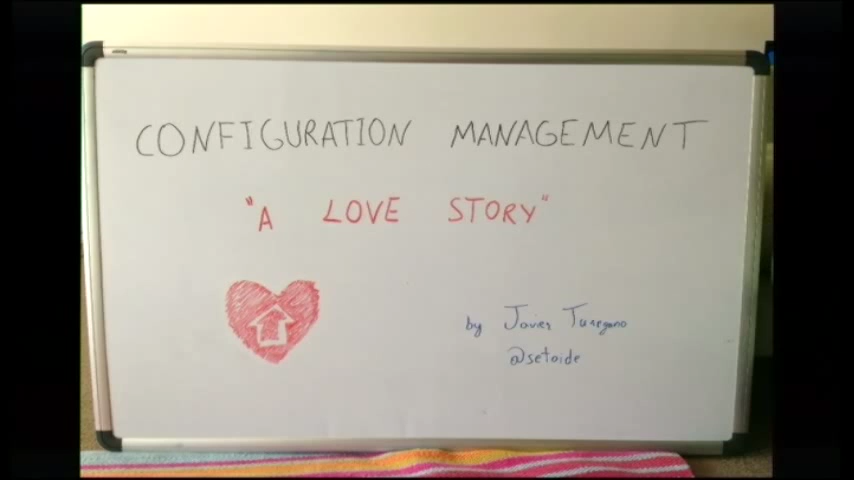 CONFIGURATION MANAGEMENT
"A LOVE STORY"
by Javier Turegano
@setoide